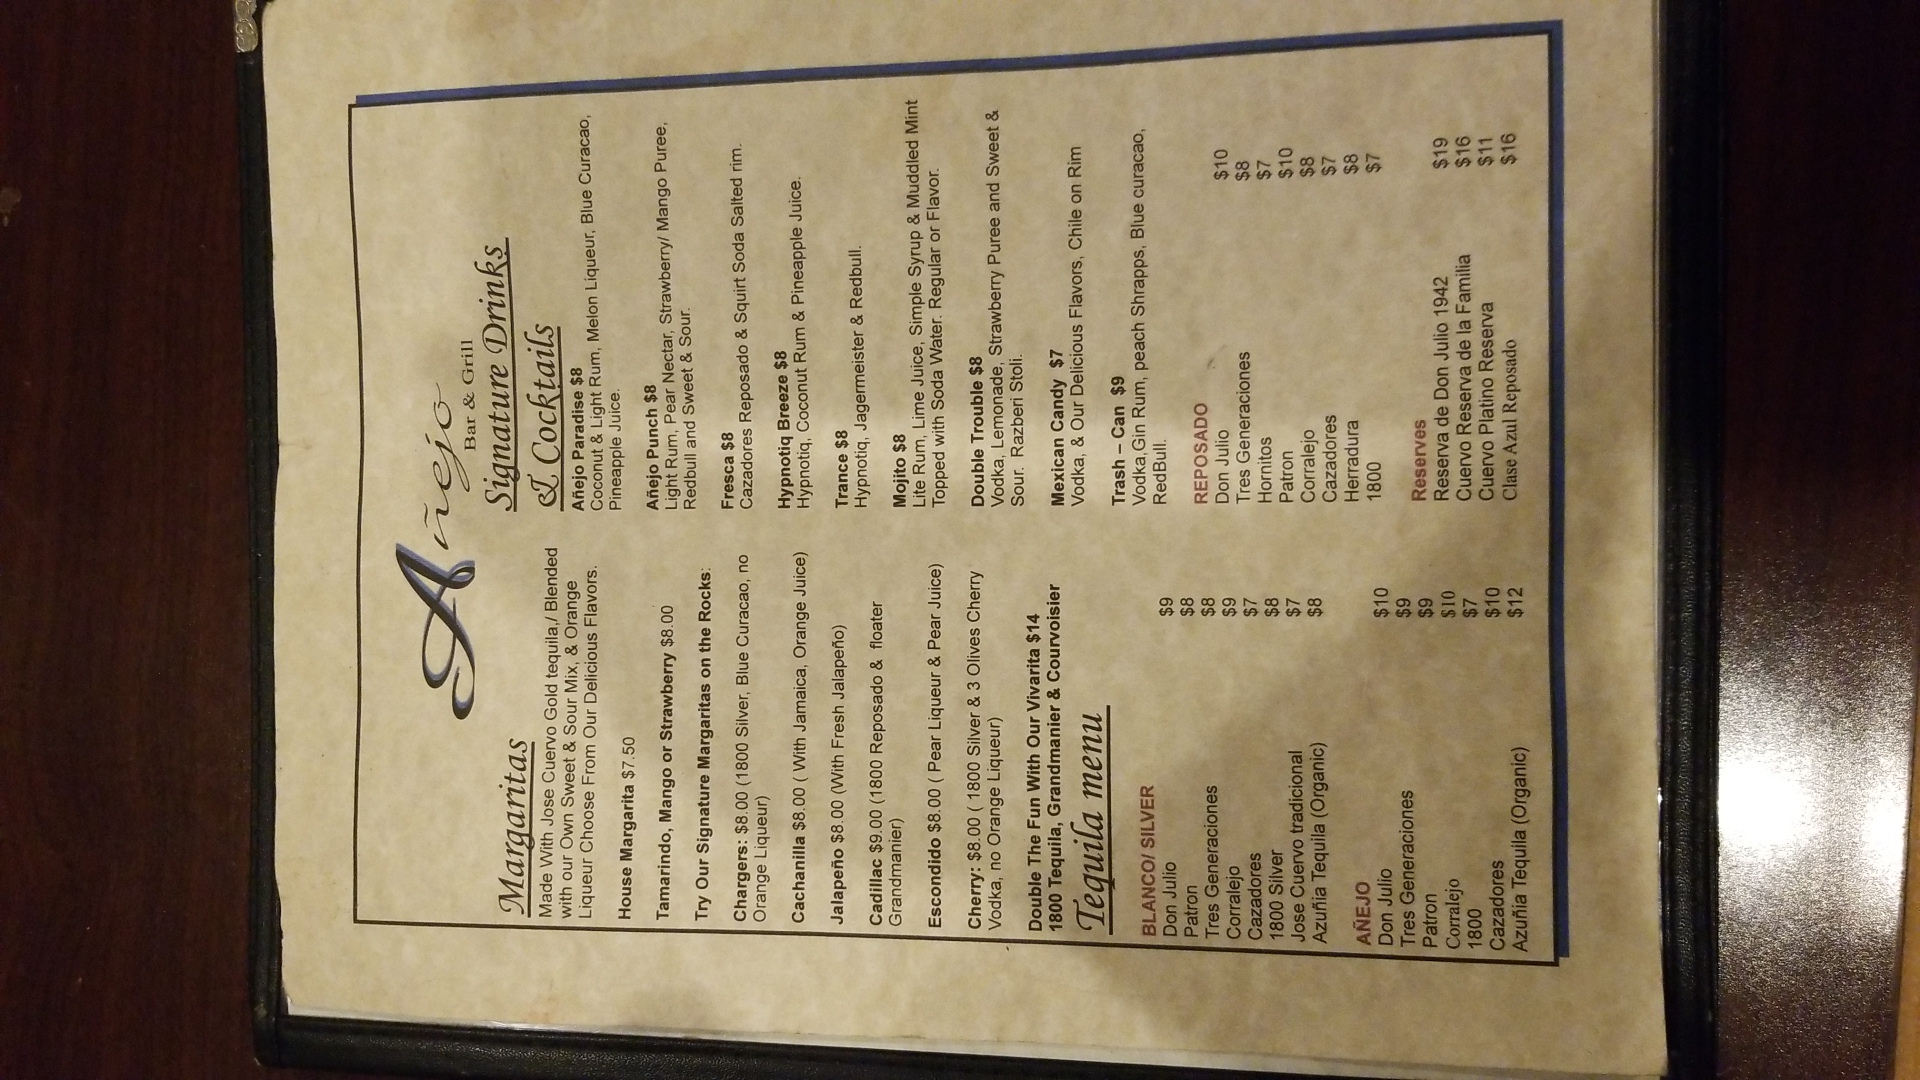 Añejo
Bar & Grill
Margaritas
Made With Jose Cuervo Gold tequila,/ Blended
with our Own Sweet & Sour Mix, & Orange
Liqueur Choose From Our Delicious Flavors.
House Margarita $7.50
Tamarindo, Mango or Strawberry $8.00
Try Our Signature Margaritas on the Rocks:
Chargers: $8.00 (1800 Silver, Blue Curacao, no
Orange Liqueur)
Cachanilla $8.00 ( With Jamaica, Orange Juice)
Jalapeño $8.00 (With Fresh Jalapeño)
Cadillac $9.00 (1800 Reposado & floater
Grandmanier)
Escondido $8.00 ( Pear Liqueur & Pear Juice)
Cherry: $8.00 ( 1800 Silver & 3 Olives Cherry
Vodka, no Orange Liqueur)
Double The Fun With Our Vivarita $14
1800 Tequila, Grandmanier & Courvoisier
Tequila menu
BLANCO/ SILVER
Don Julio $9
Patron $8
Tres Generaciones $8
Corralejo $9
Cazadores $7
1800 Silver $8
Jose Cuervo tradicional $7
Azuñia Tequila (Organic) $8
AÑEJO
Don Julio $10
Tres Generaciones $9
Patron $9
Corralejo $10
1800 $7
Cazadores $10
Azuñia Tequila (Organic) $12
Signature Drinks
& Cocktails
Añejo Paradise $8
Coconut & Light Rum, Melon Liqueur, Blue Curacao,
Pineapple Juice.
Añejo Punch $8
Light Rum, Pear Nectar, Strawberry/ Mango Puree,
Redbull and Sweet & Sour.
Fresca $8
Cazadores Reposado & Squirt Soda Salted rim.
Hypnotiq Breeze $8
Hypnotiq, Coconut Rum & Pineapple Juice.
Trance $8
Hypnotiq, Jagermeister & Redbull.
Mojito $8
Lite Rum, Lime Juice, Simple Syrup & Muddled Mint
Topped with Soda Water. Regular or Flavor.
Double Trouble $8
Vodka, Lemonade, Strawberry Puree and Sweet &
Sour. Razberi Stoli.
Mexican Candy $7
Vodka, & Our Delicious Flavors, Chile on Rim
Trash – Can $9
Vodka,Gin Rum, peach Shrapps, Blue curacao,
RedBull.
REPOSADO
Don Julio $10
Tres Generaciones $8
Hornitos $7
Patron $10
Corralejo $8
Cazadores $7
Herradura $8
1800 $7
Reserves
Reserva de Don Julio 1942 $19
Cuervo Reserva de la Familia $16
Cuervo Platino Reserva $11
Clase Azul Reposado $16